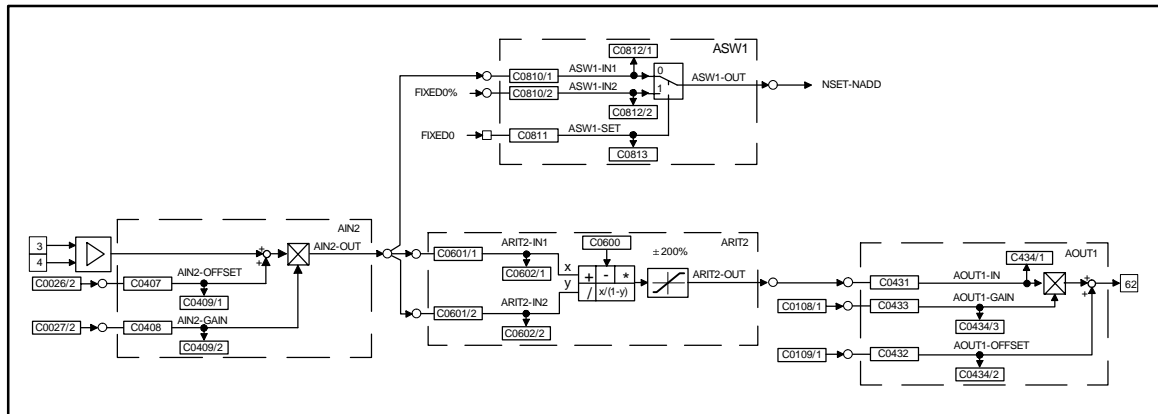 ASW1
C0812/1
C0810/1
ASW1-IN1
0
ASW1-OUT
NSET-NADD
FIXED0%
C0810/2
ASW1-IN2
1
C0812/2
FIXED0
C0811
ASW1-SET
C0813
AIN2
3
4
+
+
AIN2-OUT
C0026/2
C0407
AIN2-OFFSET
C0409/1
C0027/2
C0408
AIN2-GAIN
C0409/2
ARIT2
C0600
±200%
C0601/1
ARIT2-IN1
C0602/1
x
y
+ - *
/ x/(1-y)
ARIT2-OUT
C0601/2
ARIT2-IN2
C0602/2
C434/1
AOUT1
C0431
AOUT1-IN
+
+
62
C0108/1
C0433
AOUT1-GAIN
C0434/3
C0109/1
C0432
AOUT1-OFFSET
C0434/2